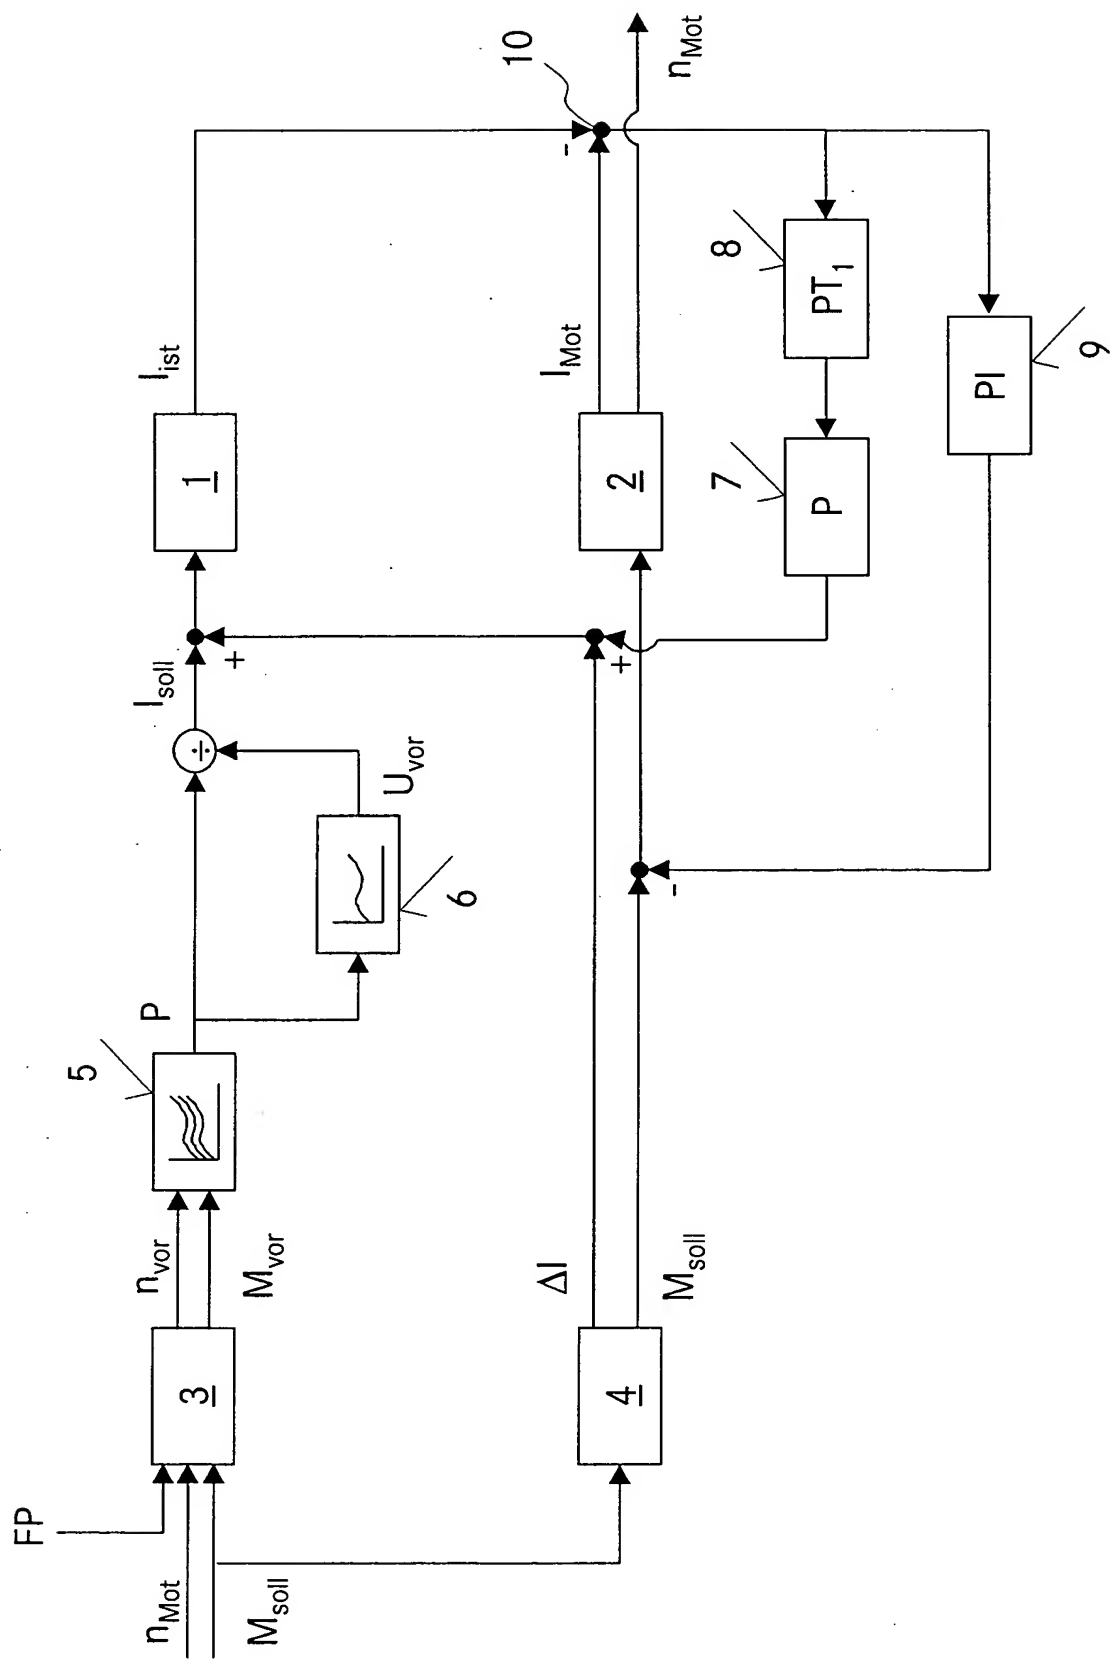 FP
n_Mot
M_soll
3
n_vor
M_vor
5
P
6
U_vor
÷
I_soll
+
1
I_ist
4
ΔI
M_soll
-
+
2
I_Mot
-
10
n_Mot
7
P
8
PT_1
PI
9